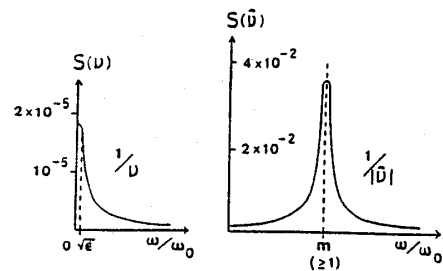 S(ν)
2×10⁻⁵
10⁻⁵
1/ν
0 √ε ω/ω₀
S(ν̃)
4×10⁻²
2×10⁻²
1/|ν̃|
m ω/ω₀
(≥1)